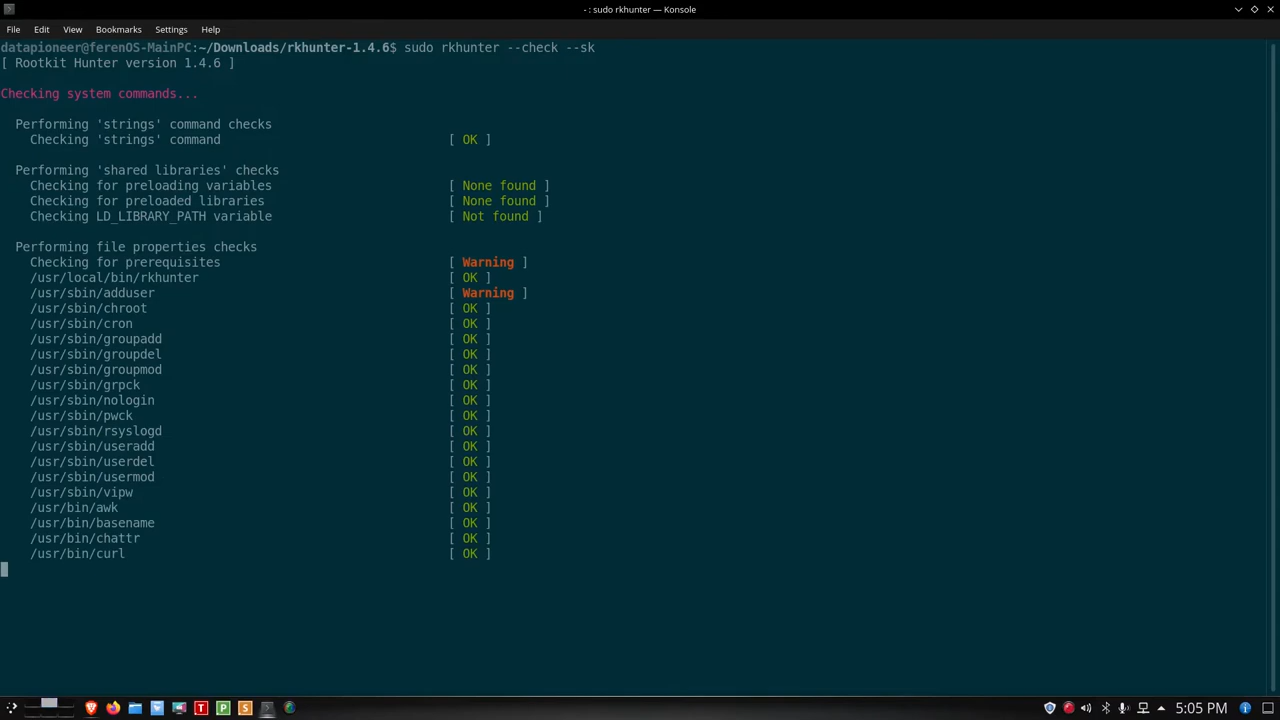 - : sudo rkhunter — Konsole
File Edit View Bookmarks Settings Help
datapioneer@ferenOS-MainPC:~/Downloads/rkhunter-1.4.6$ sudo rkhunter --check --sk
[ Rootkit Hunter version 1.4.6 ]
Checking system commands...
Performing 'strings' command checks
Checking 'strings' command [ OK ]
Performing 'shared libraries' checks
Checking for preloading variables [ None found ]
Checking for preloaded libraries [ None found ]
Checking LD_LIBRARY_PATH variable [ Not found ]
Performing file properties checks
Checking for prerequisites [ Warning ]
/usr/local/bin/rkhunter [ OK ]
/usr/sbin/adduser [ Warning ]
/usr/sbin/chroot [ OK ]
/usr/sbin/cron [ OK ]
/usr/sbin/groupadd [ OK ]
/usr/sbin/groupdel [ OK ]
/usr/sbin/groupmod [ OK ]
/usr/sbin/grpck [ OK ]
/usr/sbin/nologin [ OK ]
/usr/sbin/pwck [ OK ]
/usr/sbin/rsyslogd [ OK ]
/usr/sbin/useradd [ OK ]
/usr/sbin/userdel [ OK ]
/usr/sbin/usermod [ OK ]
/usr/sbin/vipw [ OK ]
/usr/bin/awk [ OK ]
/usr/bin/basename [ OK ]
/usr/bin/chattr [ OK ]
/usr/bin/curl [ OK ]
T P S 5:05 PM